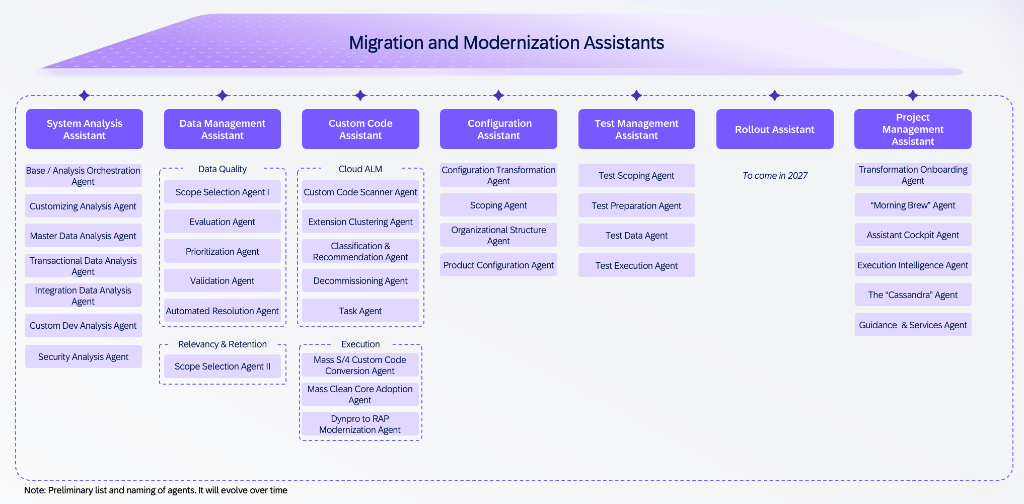 Migration and Modernization Assistants
System Analysis
Assistant
Base / Analysis Orchestration
Agent
Customizing Analysis Agent
Master Data Analysis Agent
Transactional Data Analysis
Agent
Integration Data Analysis
Agent
Custom Dev Analysis Agent
Security Analysis Agent
Data Management
Assistant
Data Quality
Scope Selection Agent I
Evaluation Agent
Prioritization Agent
Validation Agent
Automated Resolution Agent
Relevancy & Retention
Scope Selection Agent II
Custom Code
Assistant
Cloud ALM
Custom Code Scanner Agent
Extension Clustering Agent
Classification &
Recommendation Agent
Decommissioning Agent
Task Agent
Execution
Mass S/4 Custom Code
Conversion Agent
Mass Clean Core Adoption
Agent
Dynpro to RAP
Modernization Agent
Configuration
Assistant
Configuration Transformation
Agent
Scoping Agent
Organizational Structure
Agent
Product Configuration Agent
Test Management
Assistant
Test Scoping Agent
Test Preparation Agent
Test Data Agent
Test Execution Agent
Rollout Assistant
To come in 2027
Project
Management
Assistant
Transformation Onboarding
Agent
“Morning Brew” Agent
Assistant Cockpit Agent
Execution Intelligence Agent
The “Cassandra” Agent
Guidance & Services Agent
Note: Preliminary list and naming of agents. It will evolve over time